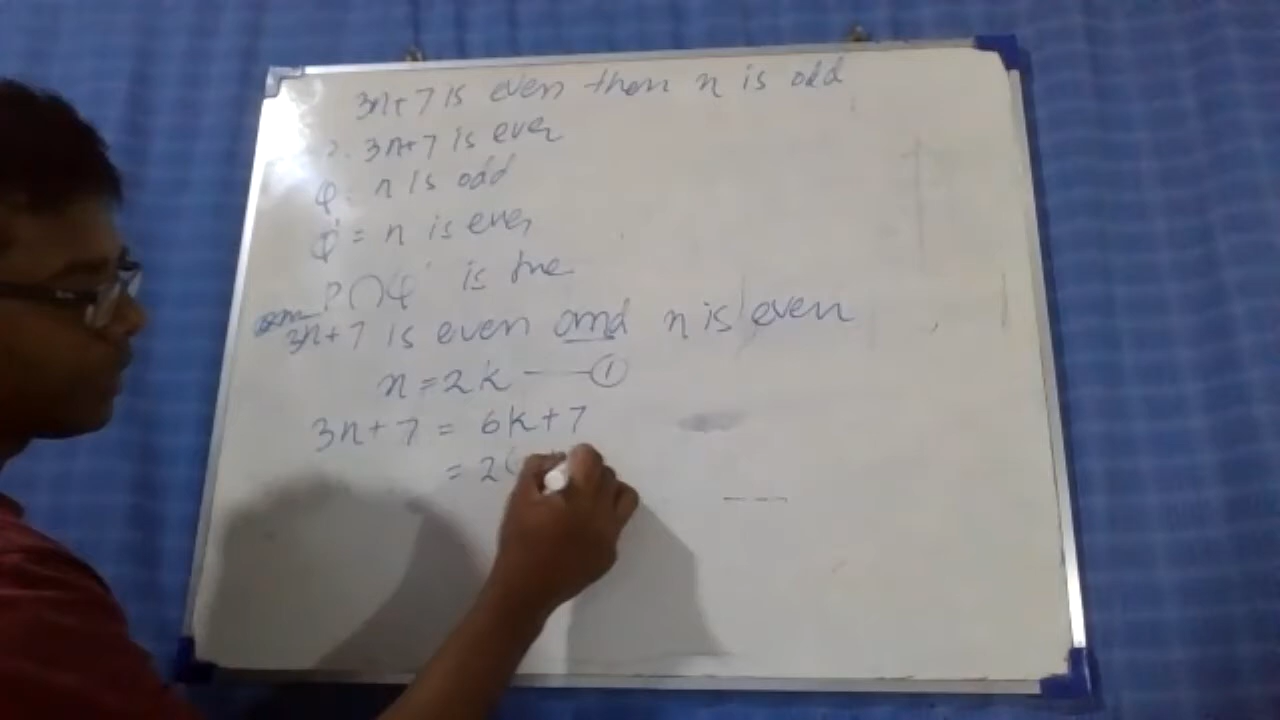 3n+7 is even then n is odd
P: 3n+7 is even
Q: n is odd
Q' = n is even
P∩Q' is true
3n+7 is even and n is even
n = 2k —①
3n+7 = 6k+7
= 2(